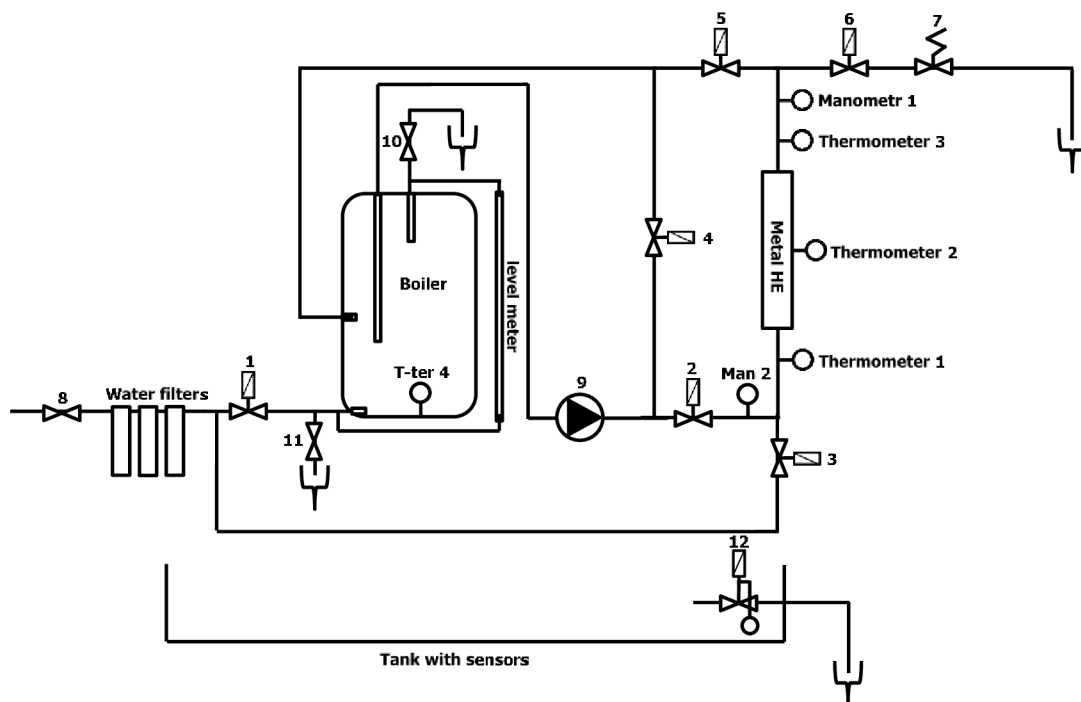 5
6
7
Manometr 1
10
Thermometer 3
4
Metal HE
Thermometer 2
level meter
Boiler
1
T-ter 4
9
2
Man 2
Thermometer 1
8
Water filters
11
3
12
Tank with sensors